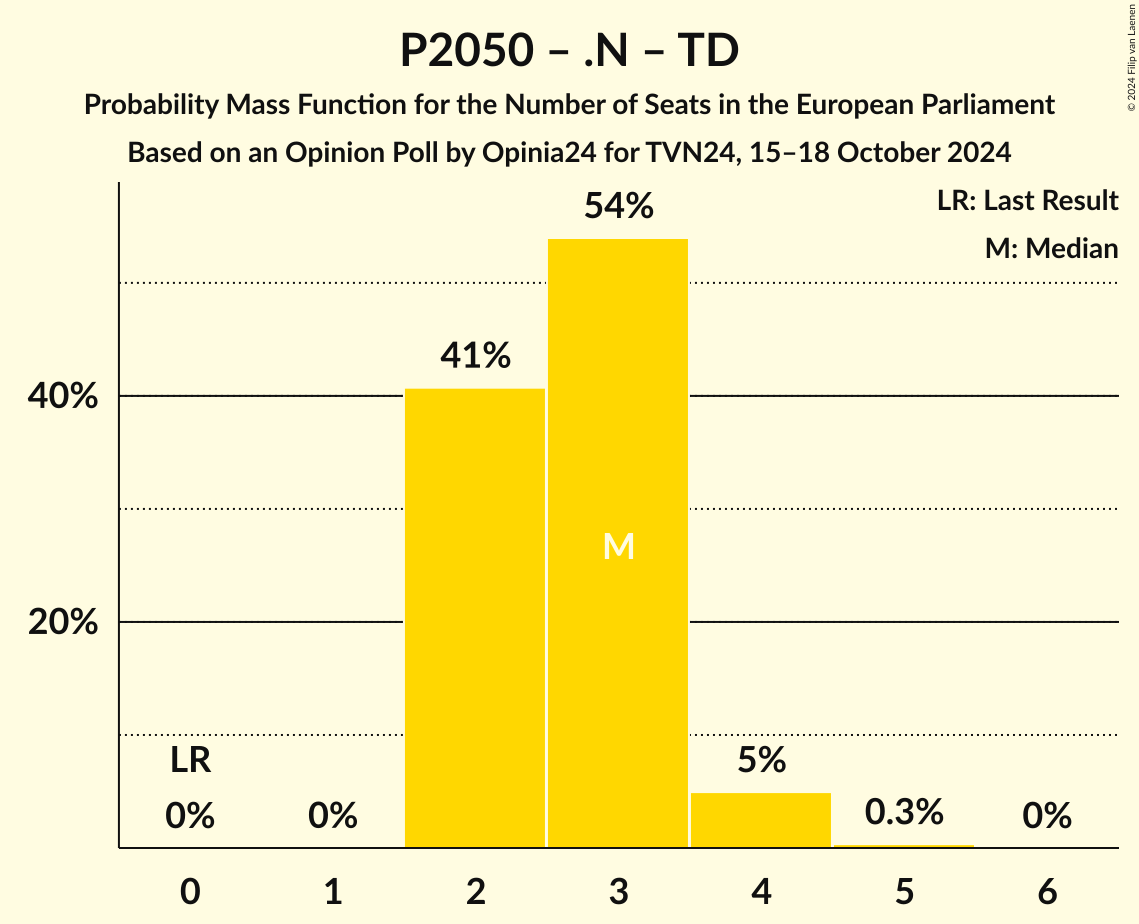 P2050 – .N – TD
Probability Mass Function for the Number of Seats in the European Parliament
Based on an Opinion Poll by Opinia24 for TVN24, 15–18 October 2024
© 2024 Filip van Laenen
LR: Last Result
M: Median
54%
41%
40%
M
20%
LR
5%
0%
0%
0.3%
0%
0 1 2 3 4 5 6